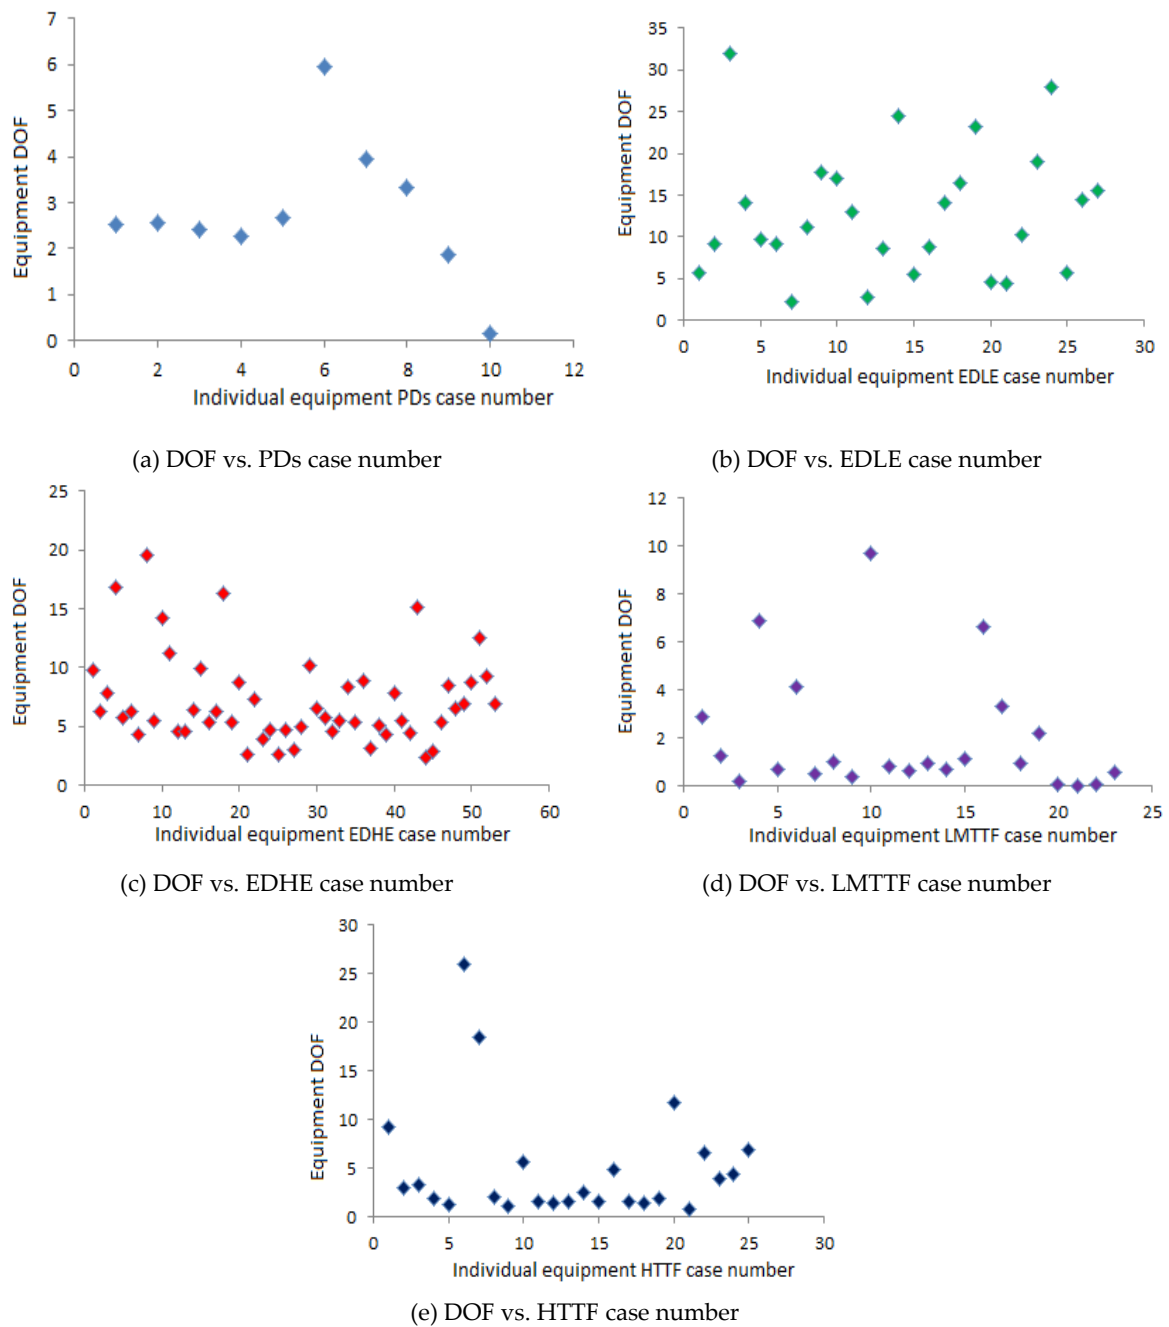 7
6
5
4
3
2
1
0
Equipment DOF
0 2 4 6 8 10 12
Individual equipment PDs case number
(a) DOF vs. PDs case number
35
30
25
20
15
10
5
0
Equipment DOF
0 5 10 15 20 25 30
Individual equipment EDLE case number
(b) DOF vs. EDLE case number
25
20
15
10
5
0
Equipment DOF
0 10 20 30 40 50 60
Individual equipment EDHE case number
(c) DOF vs. EDHE case number
12
10
8
6
4
2
0
Equipment DOF
0 5 10 15 20 25
Individual equipment LMTTF case number
(d) DOF vs. LMTTF case number
30
25
20
15
10
5
0
Equipment DOF
0 5 10 15 20 25 30
Individual equipment HTTF case number
(e) DOF vs. HTTF case number